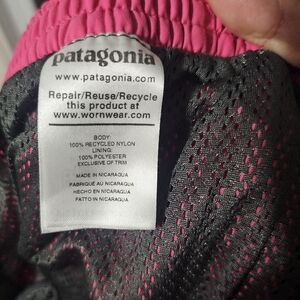 patagonia
www.patagonia.com
Repair/Reuse/Recycle
this product at
www.wornwear.com
BODY:
100% RECYCLED NYLON
LINING:
100% POLYESTER
EXCLUSIVE OF TRIM
MADE IN NICARAGUA
FABRIQUÉ AU NICARAGUA
HECHO EN NICARAGUA
FATTO IN NICARAGUA